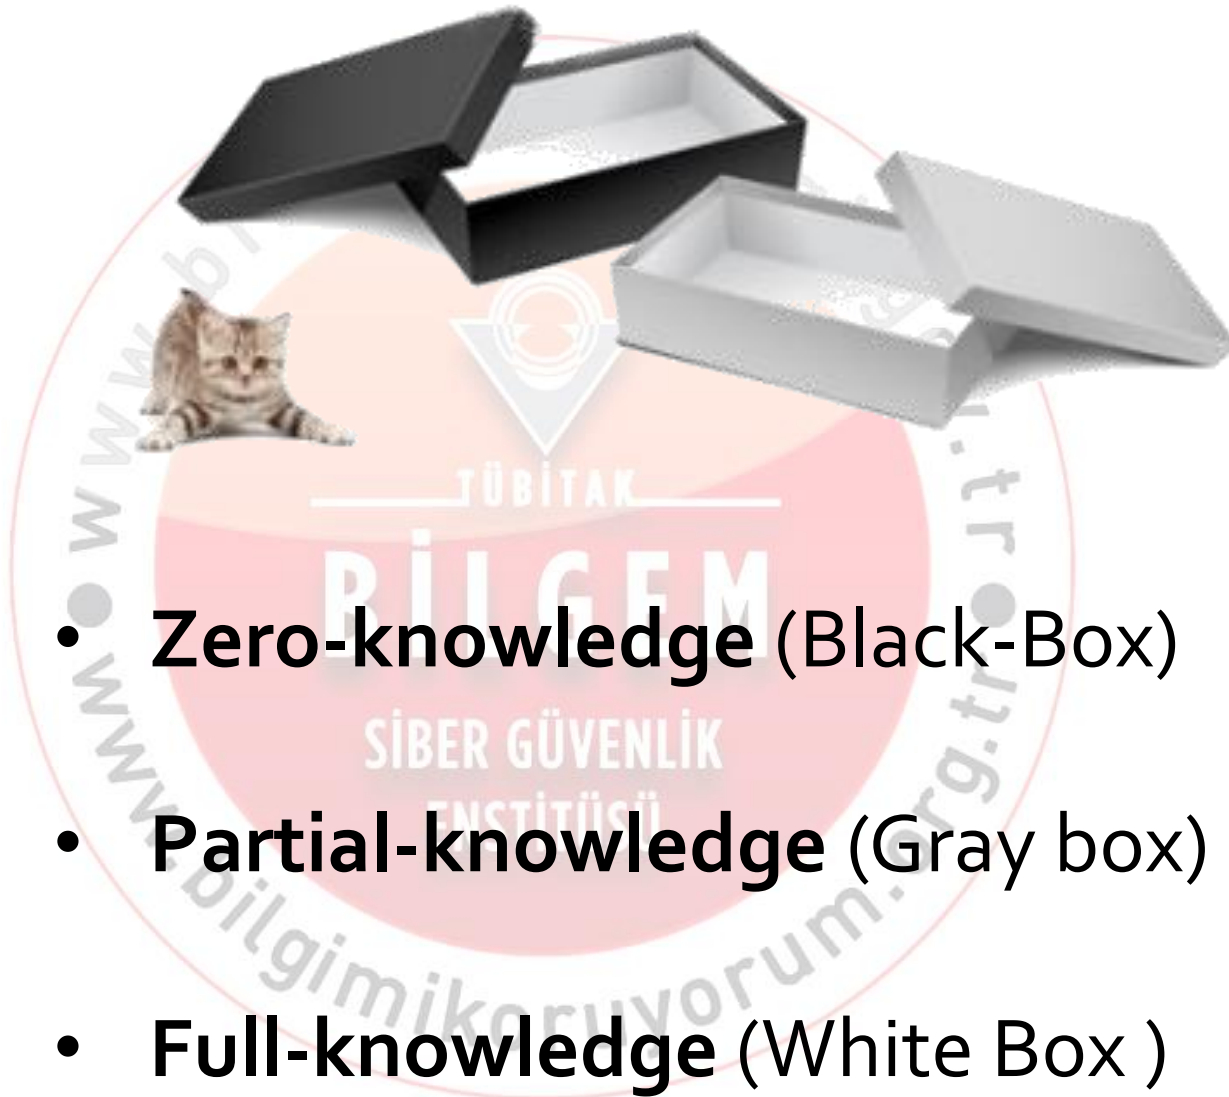 TÜBİTAK
BİLGEM
• Zero-knowledge (Black-Box)
SİBER GÜVENLİK
ENSTİTÜSÜ
• Partial-knowledge (Gray box)
www.bilgimikoruyorum.org.tr
• Full-knowledge (White Box )